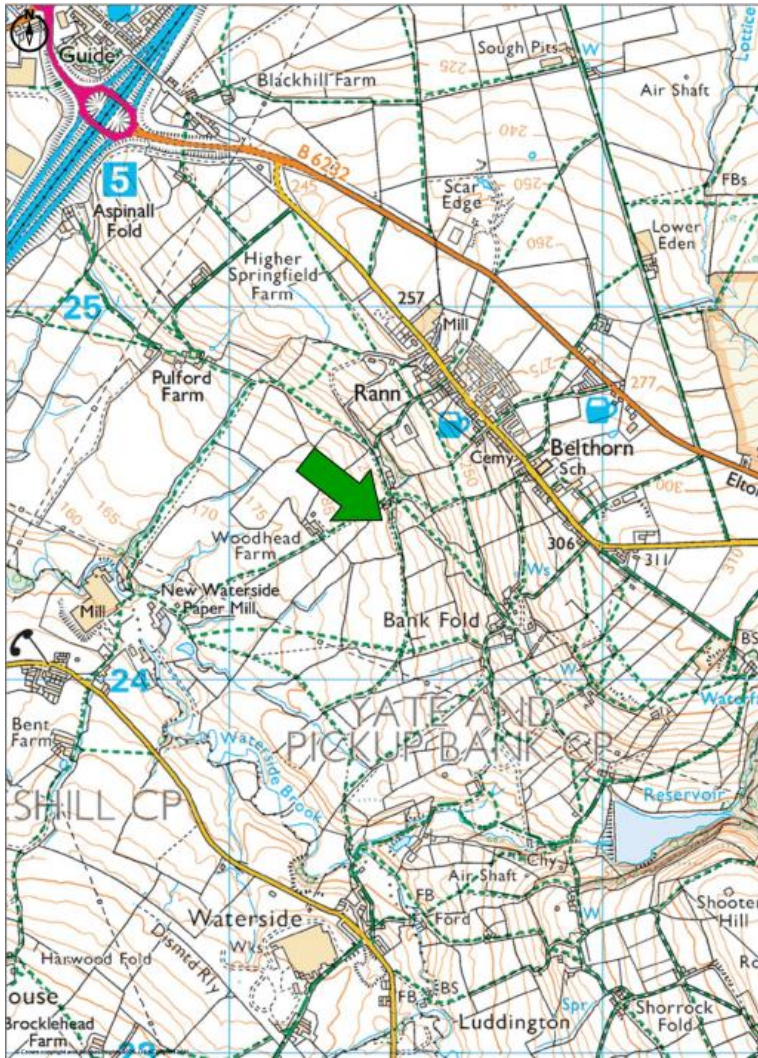 N
Guide
Sough Pits
W
Lottice
Blackhill Farm
225
Air Shaft
240
B 6232
5
245
250
Scar
Edge
FBs
Aspinall
Fold
260
Lower
Eden
Higher
Springfield
Farm
257
25
Mill
275
277
Pulford
Farm
Rann
Cemy
Belthorn
Sch
250
300
160
165
170
175
Woodhead
Farm
306
311
310
Ws
New Waterside
Paper Mill
Mill
Bank Fold
BS
24
W
Bent
Farm
YATE AND
PICKUP BANK CP
Waterside
Brook
Reservoir
SHILL CP
Chy
Air Shaft
FB
Ford
W
Shooter
Hill
Waterside
Wks
Harwood Fold
Dismtd Rly
ouse
Brocklehead
Farm
FB
BS
Luddington
Spr
Shorrock
Fold